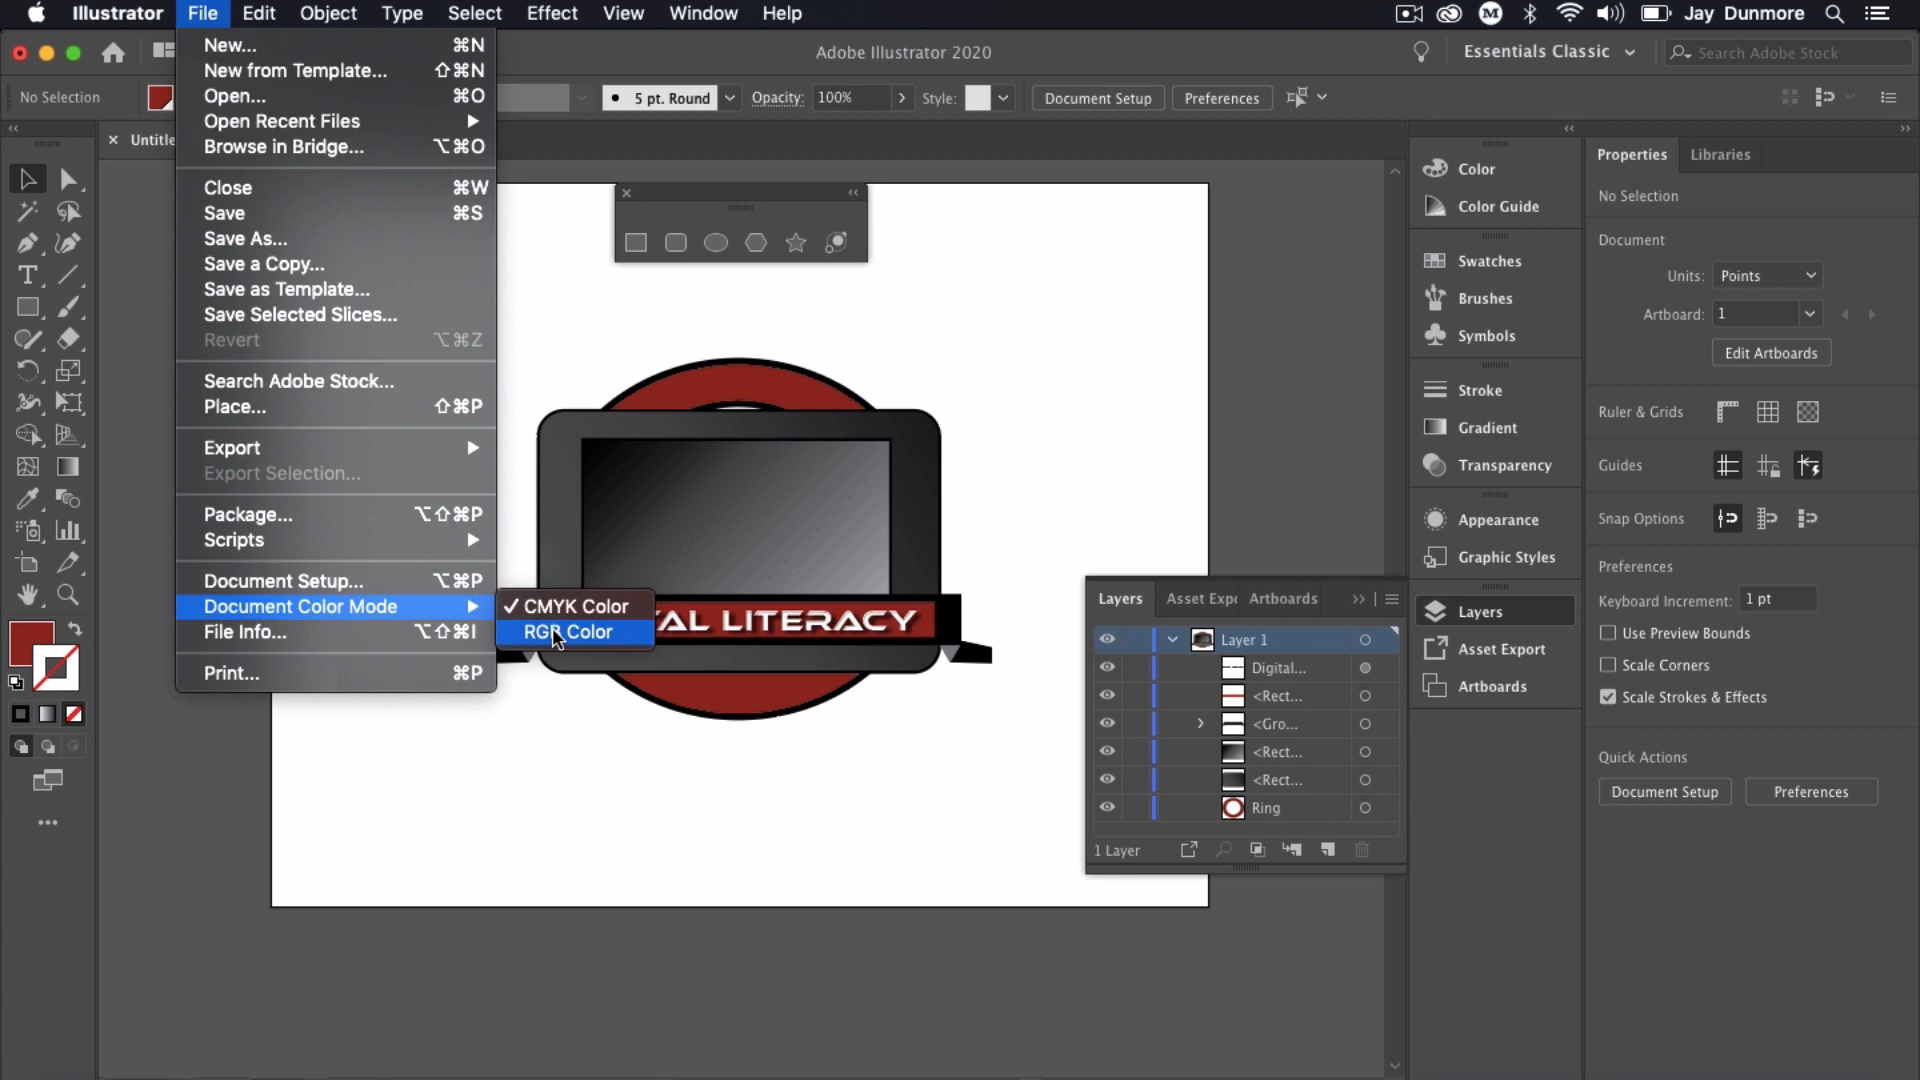 Illustrator File Edit Object Type Select Effect View Window Help Jay Dunmore
Adobe Illustrator 2020
Essentials Classic
Search Adobe Stock
No Selection
5 pt. Round
Opacity: 100%
Style:
Document Setup
Preferences
Untitle
New... ⌘N
New from Template... ⇧⌘N
Open... ⌘O
Open Recent Files
Browse in Bridge... ⌥⌘O
Close ⌘W
Save ⌘S
Save As...
Save a Copy...
Save as Template...
Save Selected Slices...
Revert ⌥⌘Z
Search Adobe Stock...
Place... ⇧⌘P
Export
Export Selection...
Package... ⌥⇧⌘P
Scripts
Document Setup... ⌥⌘P
Document Color Mode
File Info... ⌥⇧⌘I
Print... ⌘P
✓ CMYK Color
RGB Color
AL LITERACY
Layers Asset Expo Artboards
Layer 1
Digital...
<Rect...
<Gro...
<Rect...
<Rect...
Ring
1 Layer
Color
Color Guide
Swatches
Brushes
Symbols
Stroke
Gradient
Transparency
Appearance
Graphic Styles
Layers
Asset Export
Artboards
Properties Libraries
No Selection
Document
Units: Points
Artboard: 1
Edit Artboards
Ruler & Grids
Guides
Snap Options
Preferences
Keyboard Increment: 1 pt
Use Preview Bounds
Scale Corners
Scale Strokes & Effects
Quick Actions
Document Setup Preferences